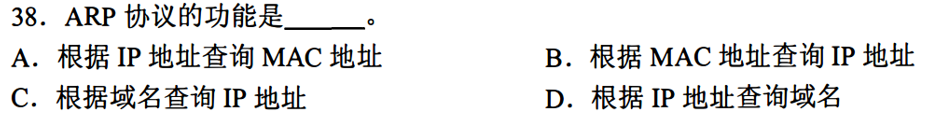 38．ARP 协议的功能是______。
A．根据 IP 地址查询 MAC 地址 B．根据 MAC 地址查询 IP 地址
C．根据域名查询 IP 地址 D．根据 IP 地址查询域名